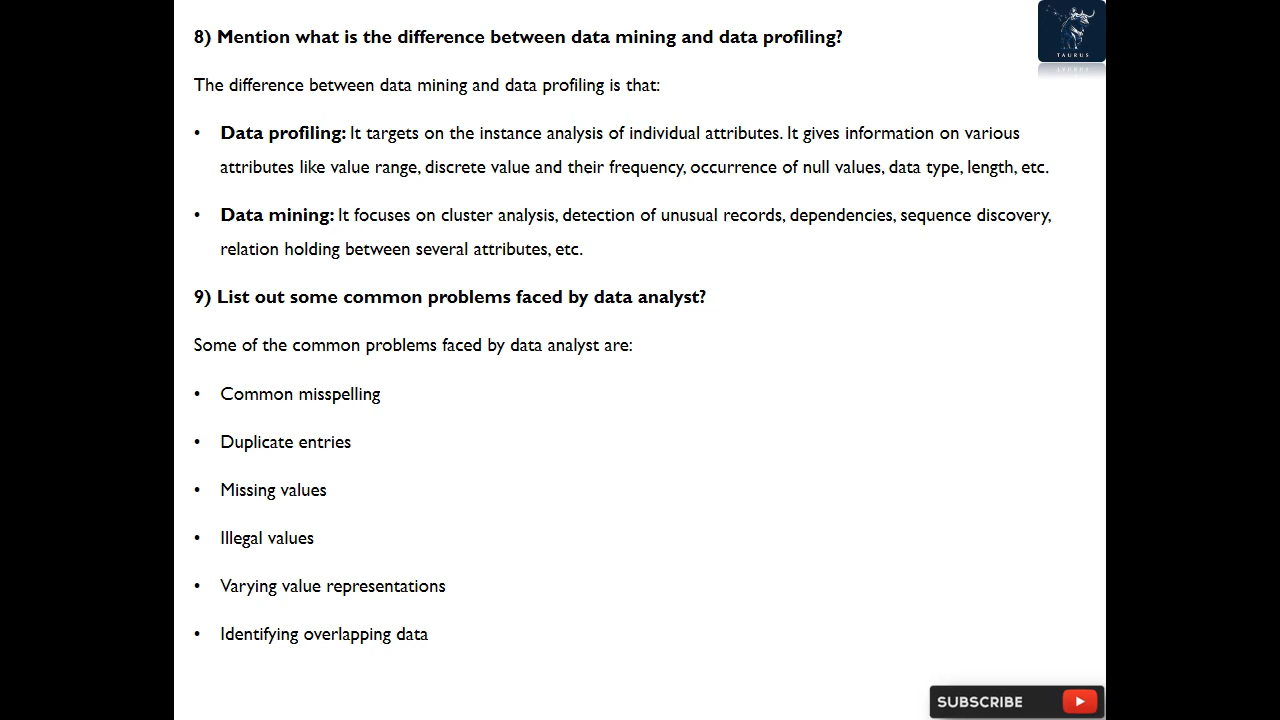 8) Mention what is the difference between data mining and data profiling?
TAURUS
The difference between data mining and data profiling is that:
• Data profiling: It targets on the instance analysis of individual attributes. It gives information on various
attributes like value range, discrete value and their frequency, occurrence of null values, data type, length, etc.
• Data mining: It focuses on cluster analysis, detection of unusual records, dependencies, sequence discovery,
relation holding between several attributes, etc.
9) List out some common problems faced by data analyst?
Some of the common problems faced by data analyst are:
• Common misspelling
• Duplicate entries
• Missing values
• Illegal values
• Varying value representations
• Identifying overlapping data
SUBSCRIBE